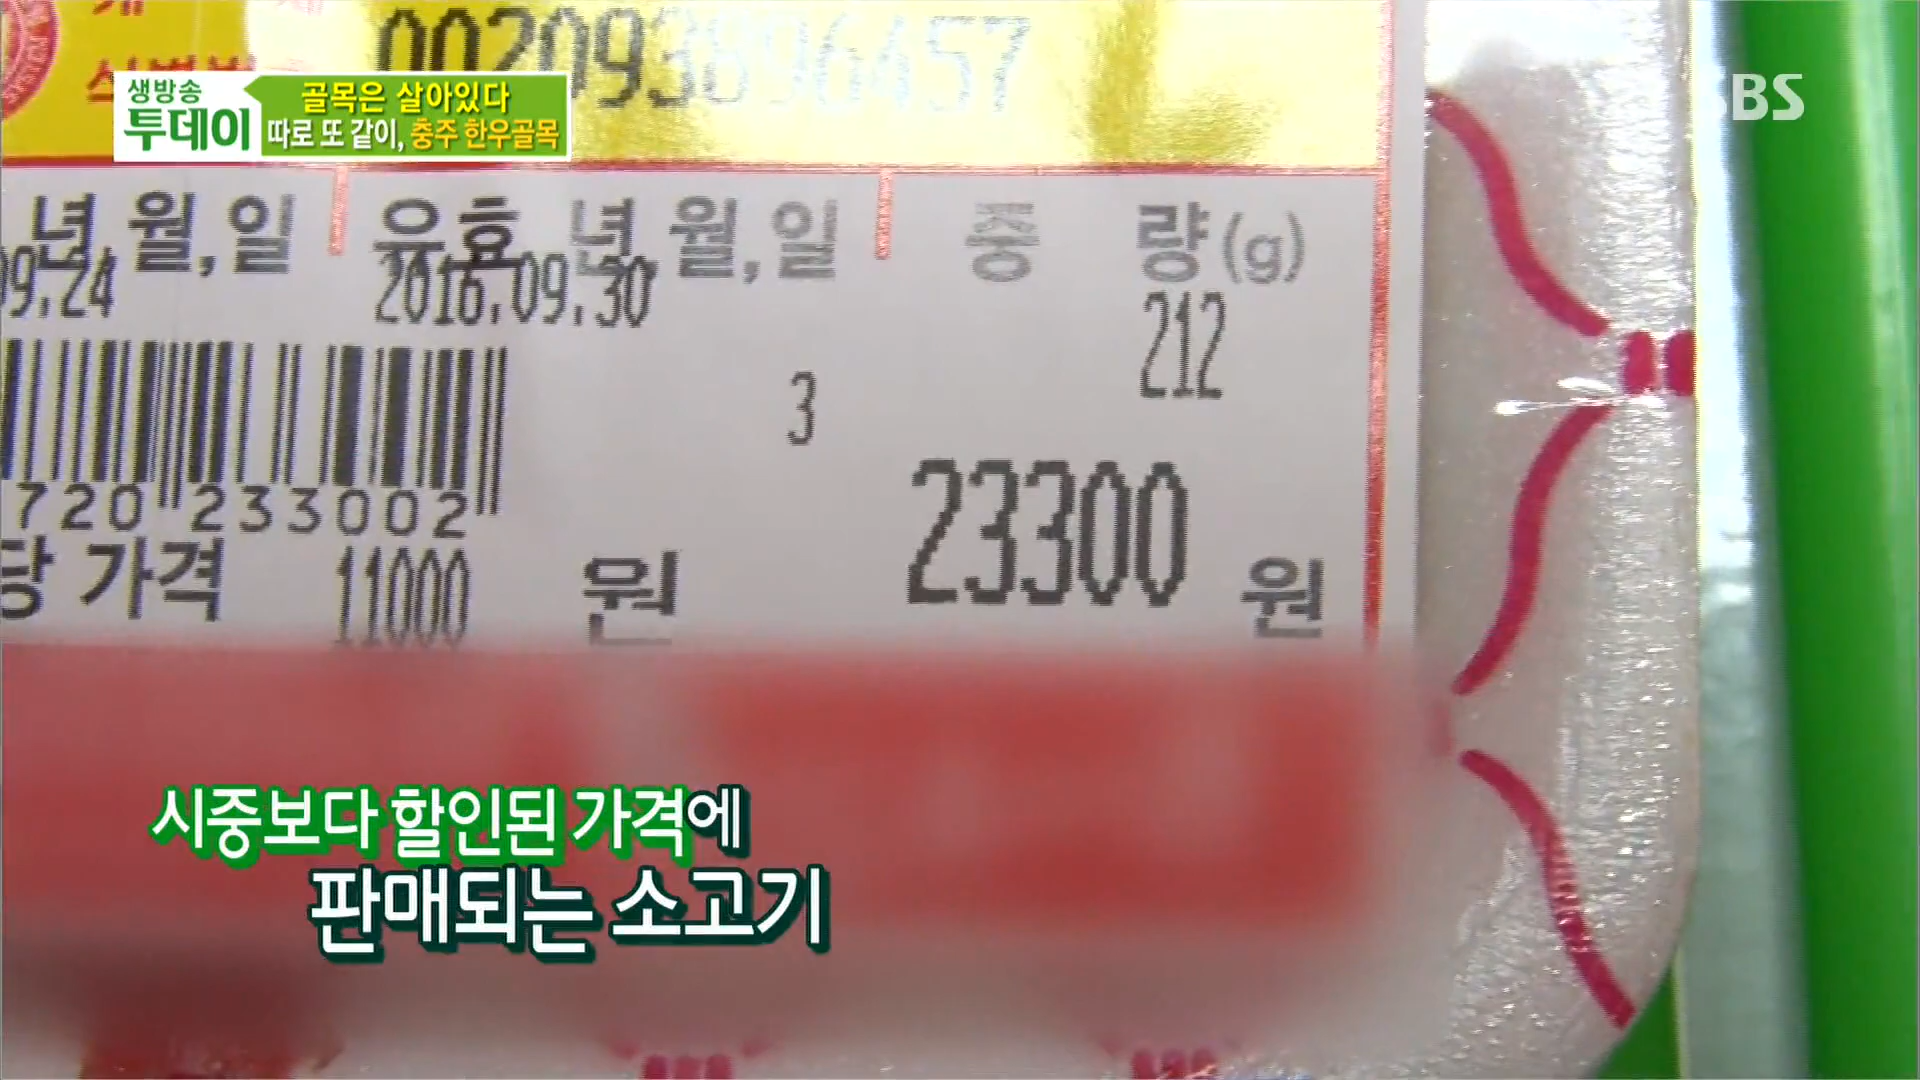 002093896457
생방송
투데이
골목은 살아있다
따로 또 같이, 충주 한우골목
SBS
년 월, 일 유효 년, 월, 일 중 량(g)
09.24 2016.09.30 212
3
720 233002
23300 원
당 가격 11000 원
시중보다 할인된 가격에
판매되는 소고기